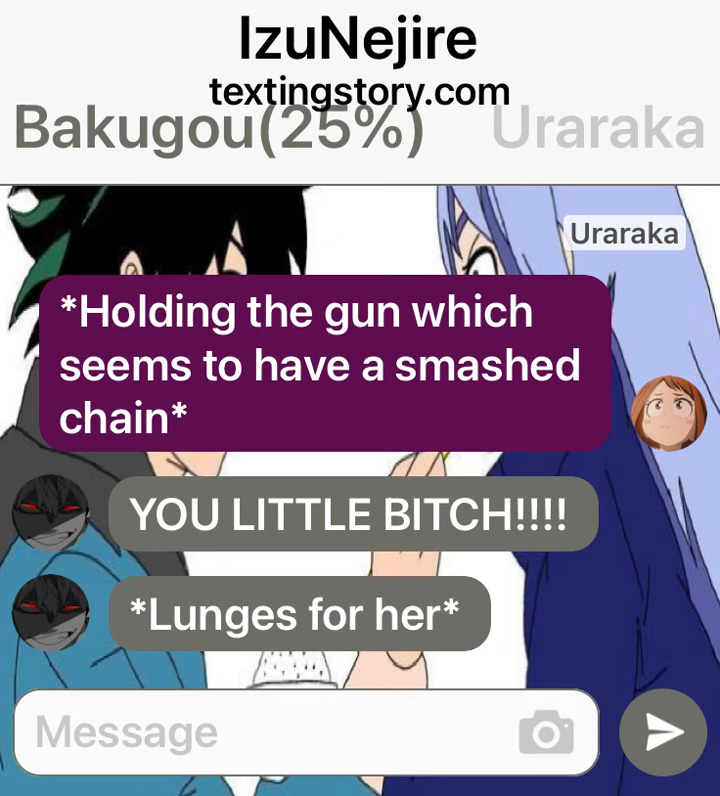 IzuNejire
textingstory.com
Bakugou(25%) Uraraka
Uraraka
*Holding the gun which
seems to have a smashed
chain*
YOU LITTLE BITCH!!!!
*Lunges for her*
Message